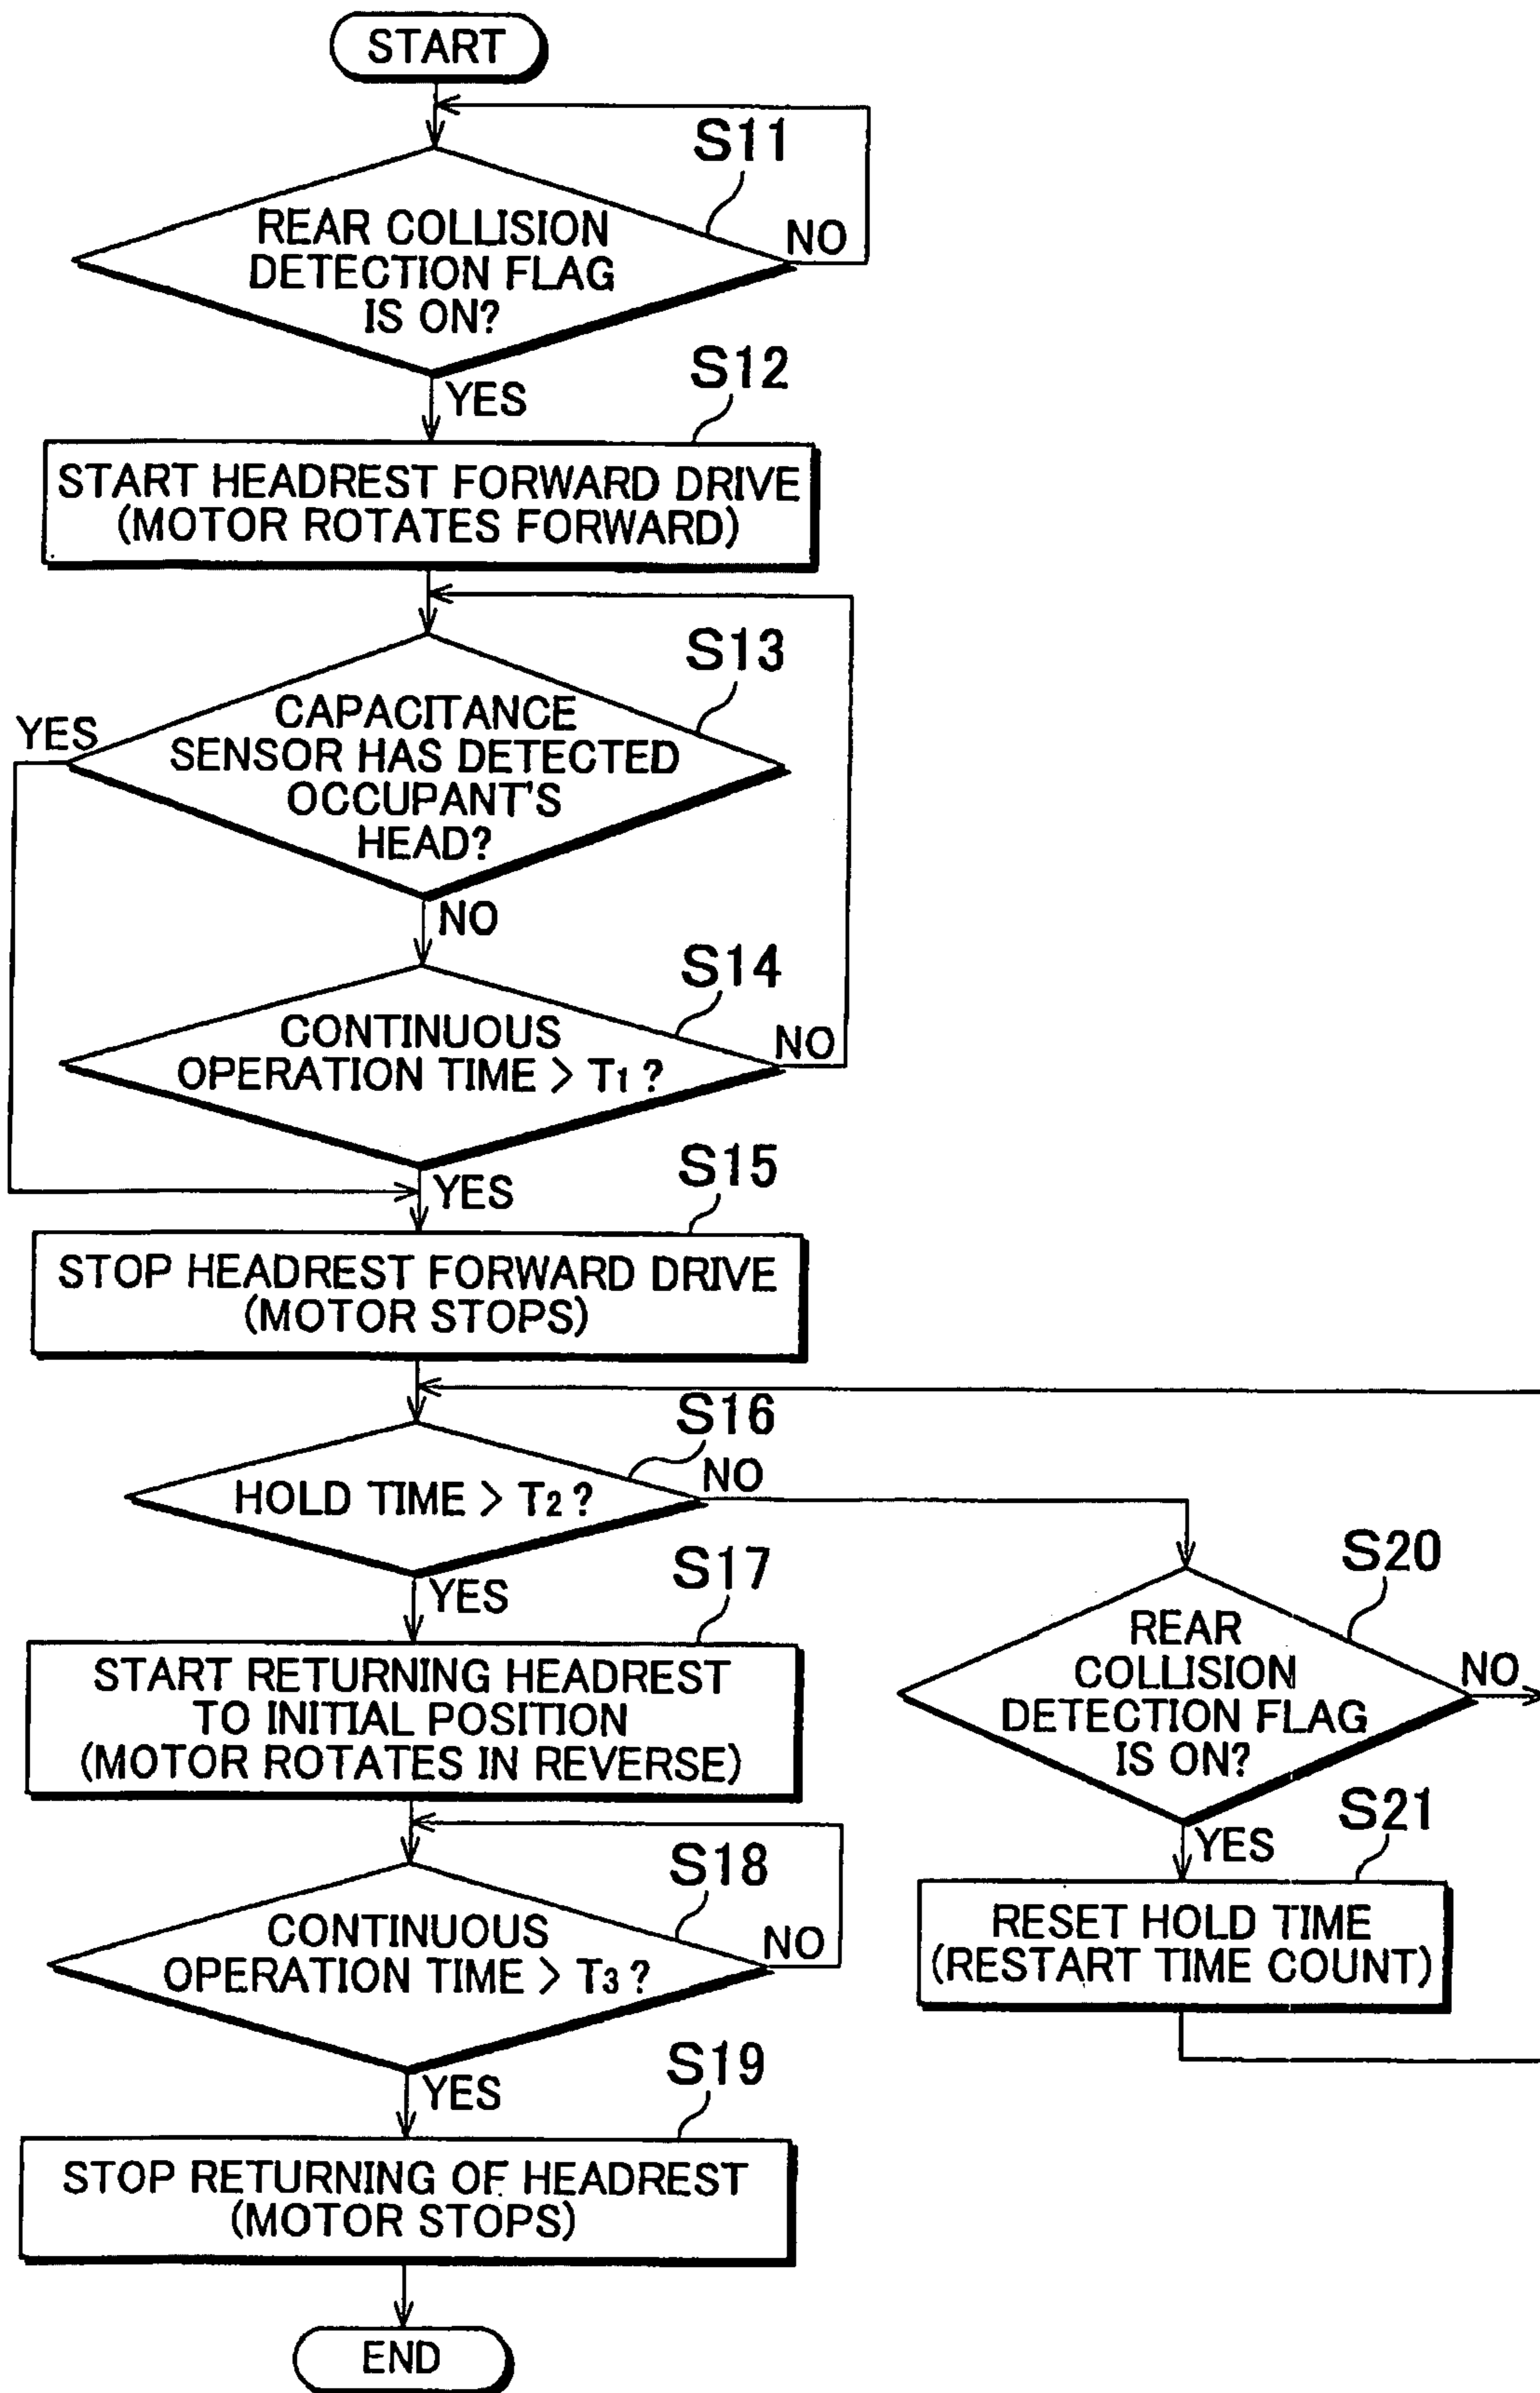 START
S11
REAR COLLISION
DETECTION FLAG
IS ON?
NO
YES
S12
START HEADREST FORWARD DRIVE
(MOTOR ROTATES FORWARD)
S13
CAPACITANCE
SENSOR HAS DETECTED
OCCUPANT'S
HEAD?
YES
NO
S14
CONTINUOUS
OPERATION TIME > T1 ?
NO
YES
S15
STOP HEADREST FORWARD DRIVE
(MOTOR STOPS)
S16
HOLD TIME > T2 ?
NO
YES
S17
START RETURNING HEADREST
TO INITIAL POSITION
(MOTOR ROTATES IN REVERSE)
S18
CONTINUOUS
OPERATION TIME > T3 ?
NO
YES
S19
STOP RETURNING OF HEADREST
(MOTOR STOPS)
END
S20
REAR
COLLISION
DETECTION FLAG
IS ON?
NO
YES
S21
RESET HOLD TIME
(RESTART TIME COUNT)